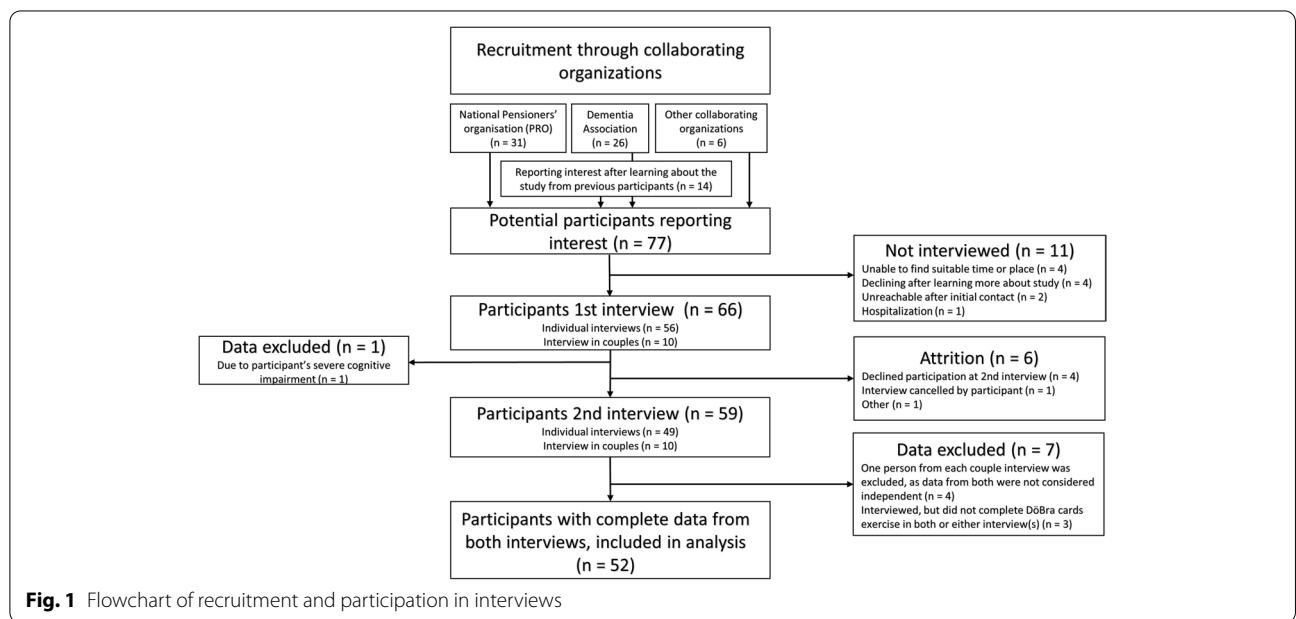 Recruitment through collaborating
organizations
National Pensioners'
organisation (PRO)
(n = 31)
Dementia
Association
(n = 26)
Other collaborating
organizations
(n = 6)
Reporting interest after learning about the
study from previous participants (n = 14)
Potential participants reporting
interest (n = 77)
Not interviewed (n = 11)
Unable to find suitable time or place (n = 4)
Declining after learning more about study (n = 4)
Unreachable after initial contact (n = 2)
Hospitalization (n = 1)
Participants 1st interview (n = 66)
Individual interviews (n = 56)
Interview in couples (n = 10)
Data excluded (n = 1)
Due to participant's severe cognitive
impairment (n = 1)
Attrition (n = 6)
Declined participation at 2nd interview (n = 4)
Interview cancelled by participant (n = 1)
Other (n = 1)
Participants 2nd interview (n = 59)
Individual interviews (n = 49)
Interview in couples (n = 10)
Data excluded (n = 7)
One person from each couple interview was
excluded, as data from both were not considered
independent (n = 4)
Interviewed, but did not complete DöBra cards
exercise in both or either interview(s) (n = 3)
Participants with complete data from
both interviews, included in analysis
(n = 52)
Fig. 1 Flowchart of recruitment and participation in interviews